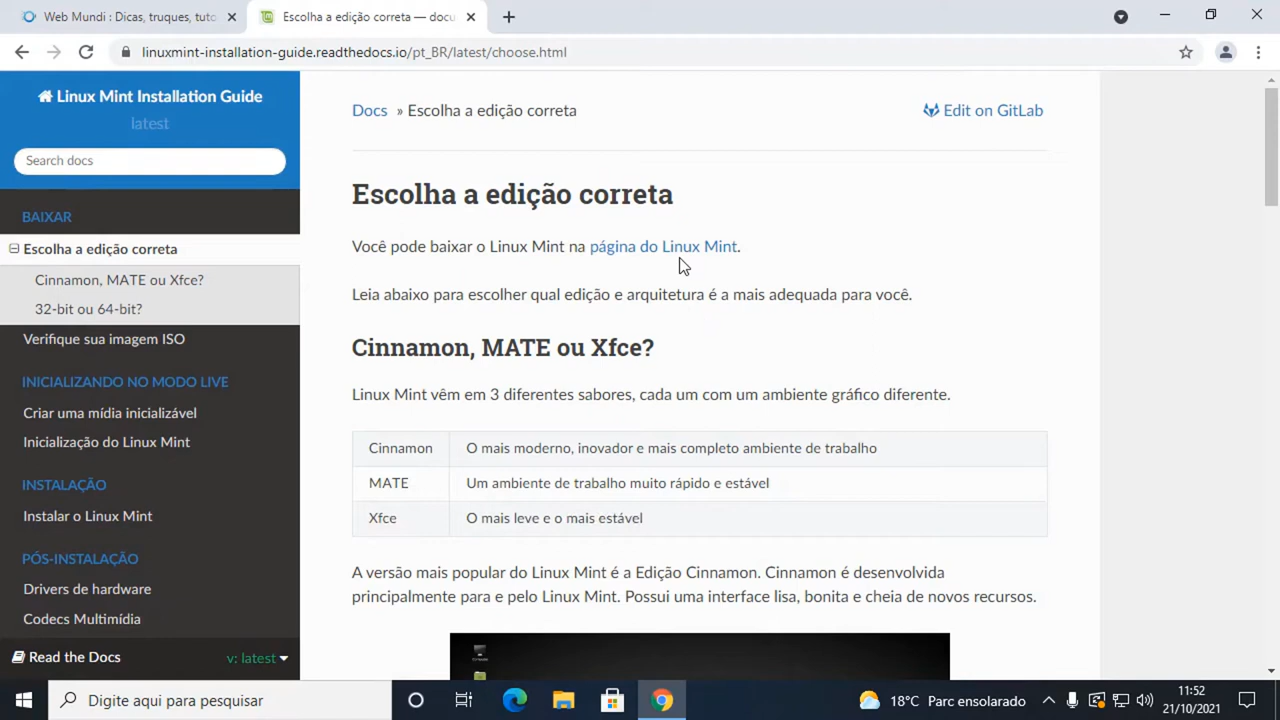 Web Mundi : Dicas, truques, tuto
Escolha a edição correta — docu
linuxmint-installation-guide.readthedocs.io/pt_BR/latest/choose.html
Linux Mint Installation Guide
latest
Search docs
BAIXAR
Escolha a edição correta
Cinnamon, MATE ou Xfce?
32-bit ou 64-bit?
Verifique sua imagem ISO
INICIALIZANDO NO MODO LIVE
Criar uma mídia inicializável
Inicialização do Linux Mint
INSTALAÇÃO
Instalar o Linux Mint
PÓS-INSTALAÇÃO
Drivers de hardware
Codecs Multimídia
Read the Docs
v: latest
Docs » Escolha a edição correta
Edit on GitLab
Escolha a edição correta
Você pode baixar o Linux Mint na página do Linux Mint.
Leia abaixo para escolher qual edição e arquitetura é a mais adequada para você.
Cinnamon, MATE ou Xfce?
Linux Mint vêm em 3 diferentes sabores, cada um com um ambiente gráfico diferente.
Cinnamon O mais moderno, inovador e mais completo ambiente de trabalho
MATE Um ambiente de trabalho muito rápido e estável
Xfce O mais leve e o mais estável
A versão mais popular do Linux Mint é a Edição Cinnamon. Cinnamon é desenvolvida
principalmente para e pelo Linux Mint. Possui uma interface lisa, bonita e cheia de novos recursos.
Digite aqui para pesquisar
18°C Parc ensolarado
11:52
21/10/2021